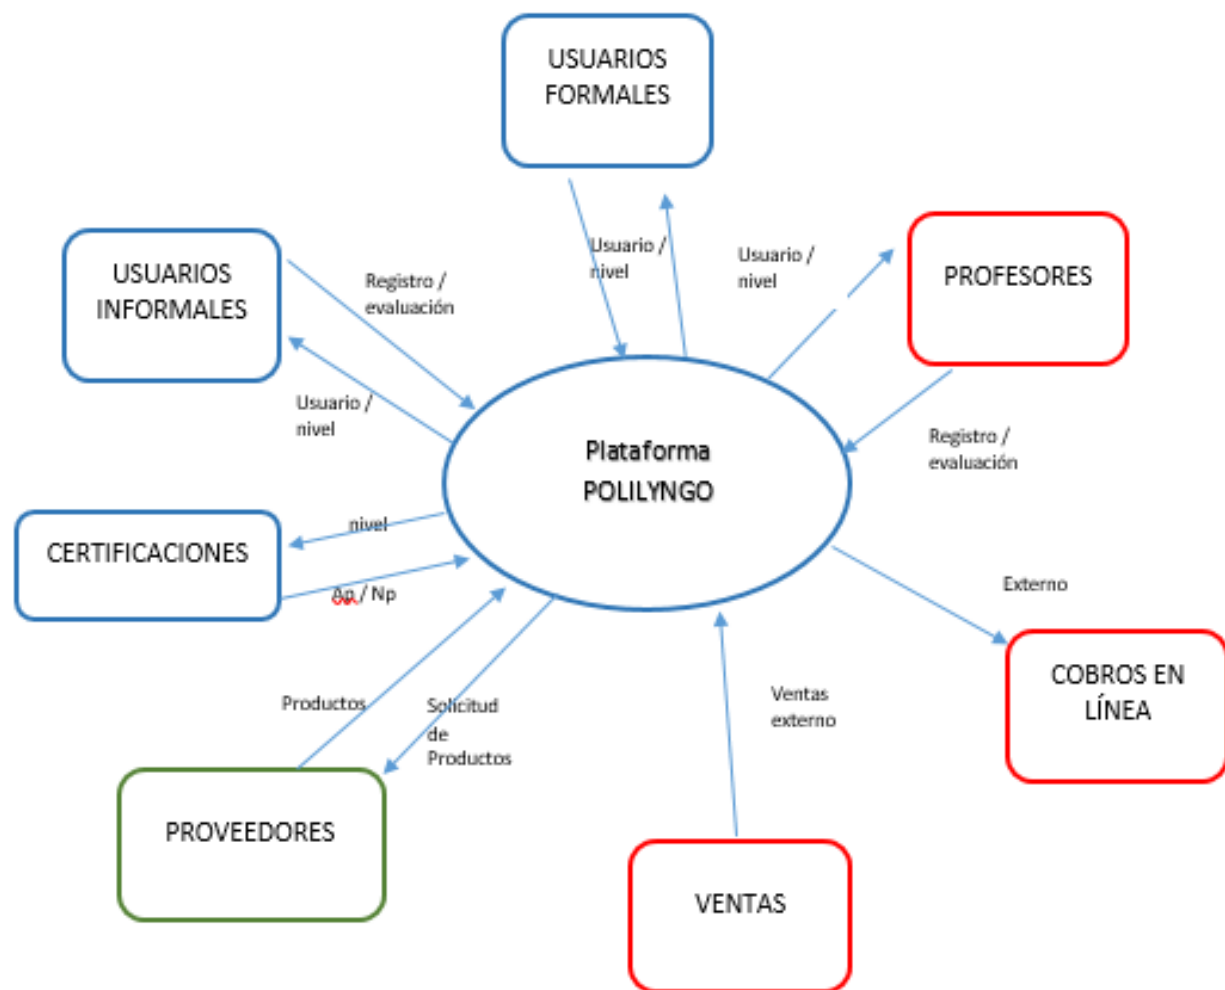 USUARIOS
FORMALES
USUARIOS
INFORMALES
Registro /
evaluación
Usuario /
nivel
Usuario /
nivel
PROFESORES
Usuario /
nivel
Registro /
evaluación
Plataforma
POLILYNGO
CERTIFICACIONES
nivel
Ap / Np
Externo
COBROS EN
LÍNEA
Productos
Solicitud
de
Productos
Ventas
externo
PROVEEDORES
VENTAS